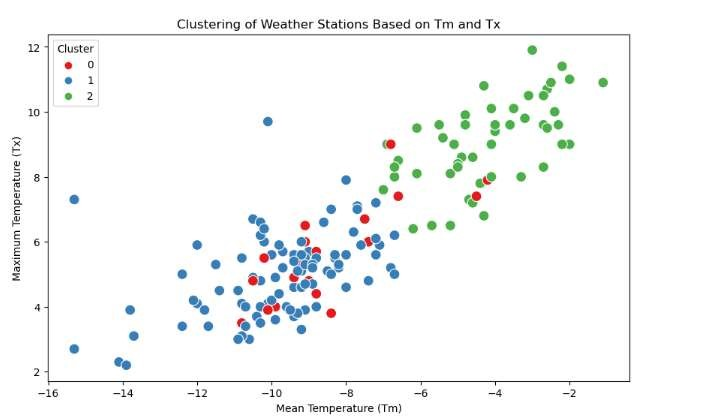 Clustering of Weather Stations Based on Tm and Tx
Cluster
0
1
2
Maximum Temperature (Tx)
12
10
8
6
4
2
−16 −14 −12 −10 −8 −6 −4 −2
Mean Temperature (Tm)